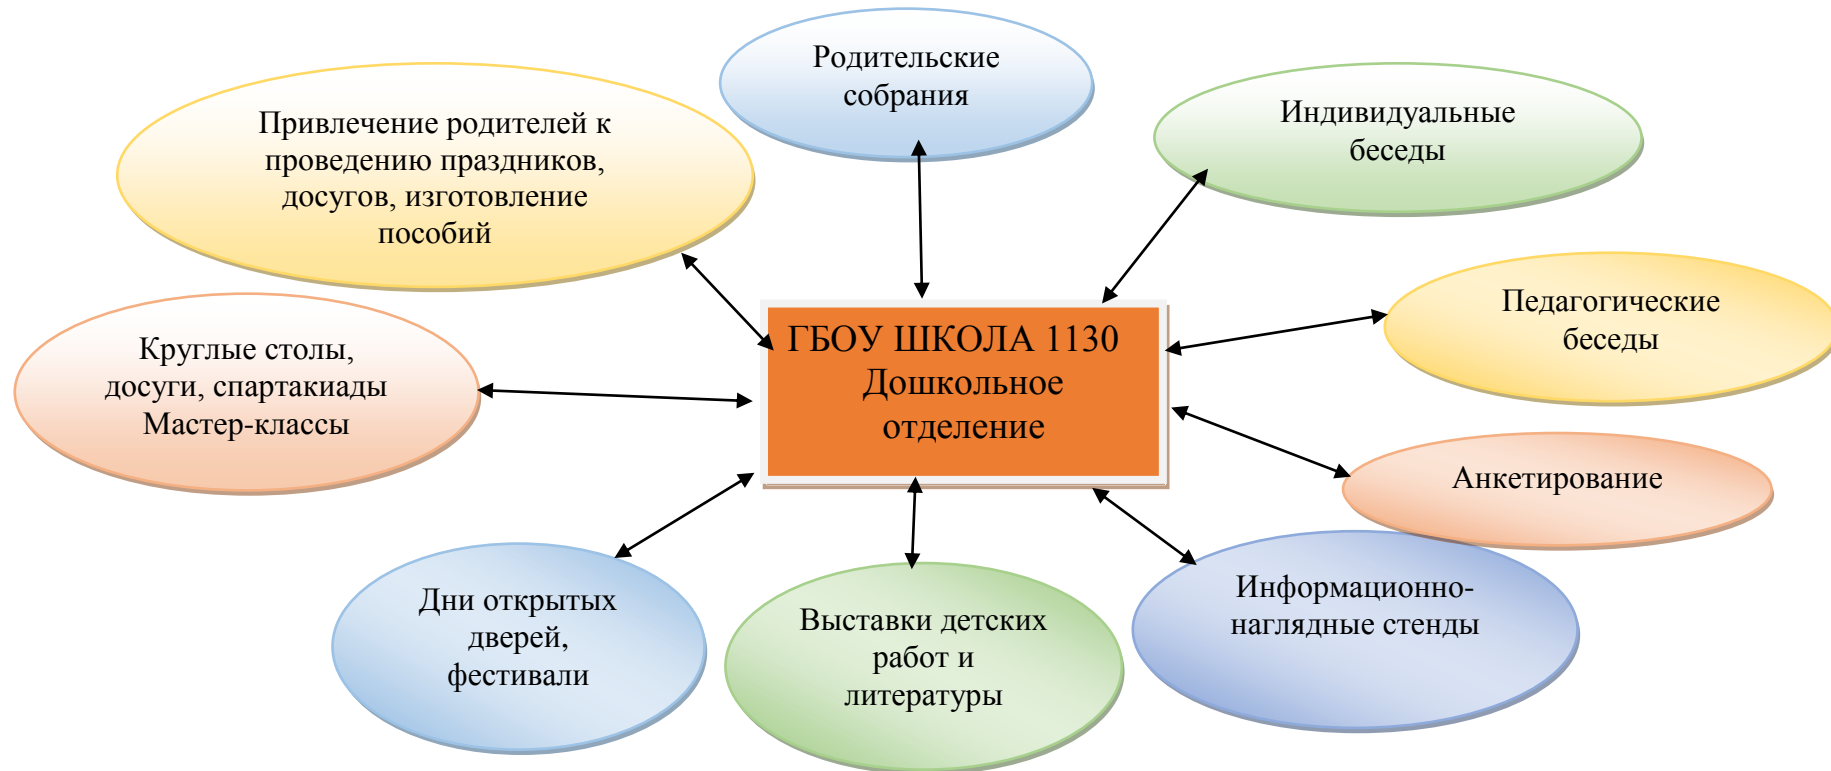 Родительские
собрания
Привлечение родителей к
проведению праздников,
досугов, изготовление
пособий
Индивидуальные
беседы
Педагогические
беседы
ГБОУ ШКОЛА 1130
Дошкольное
отделение
Круглые столы,
досуги, спартакиады
Мастер-классы
Анкетирование
Дни открытых
дверей,
фестивали
Выставки детских
работ и
литературы
Информационно-
наглядные стенды